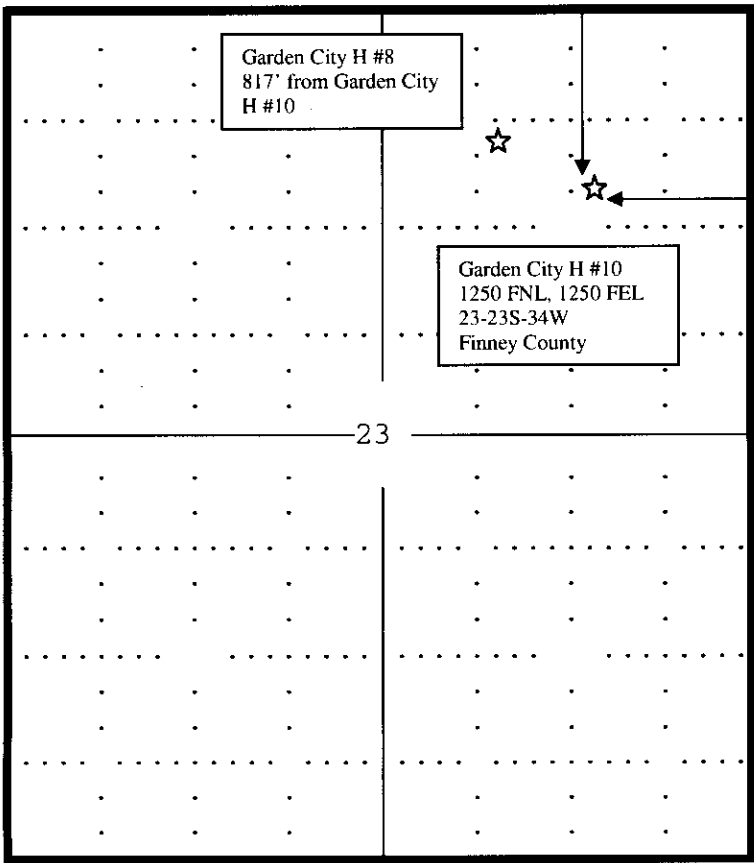 Garden City H #8
817' from Garden City
H #10
Garden City H #10
1250 FNL, 1250 FEL
23-23S-34W
Finney County
23